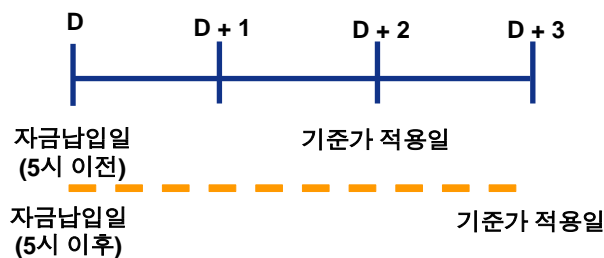 D D + 1 D + 2 D + 3
자금납입일 기준가 적용일
(5시 이전)
자금납입일 기준가 적용일
(5시 이후)